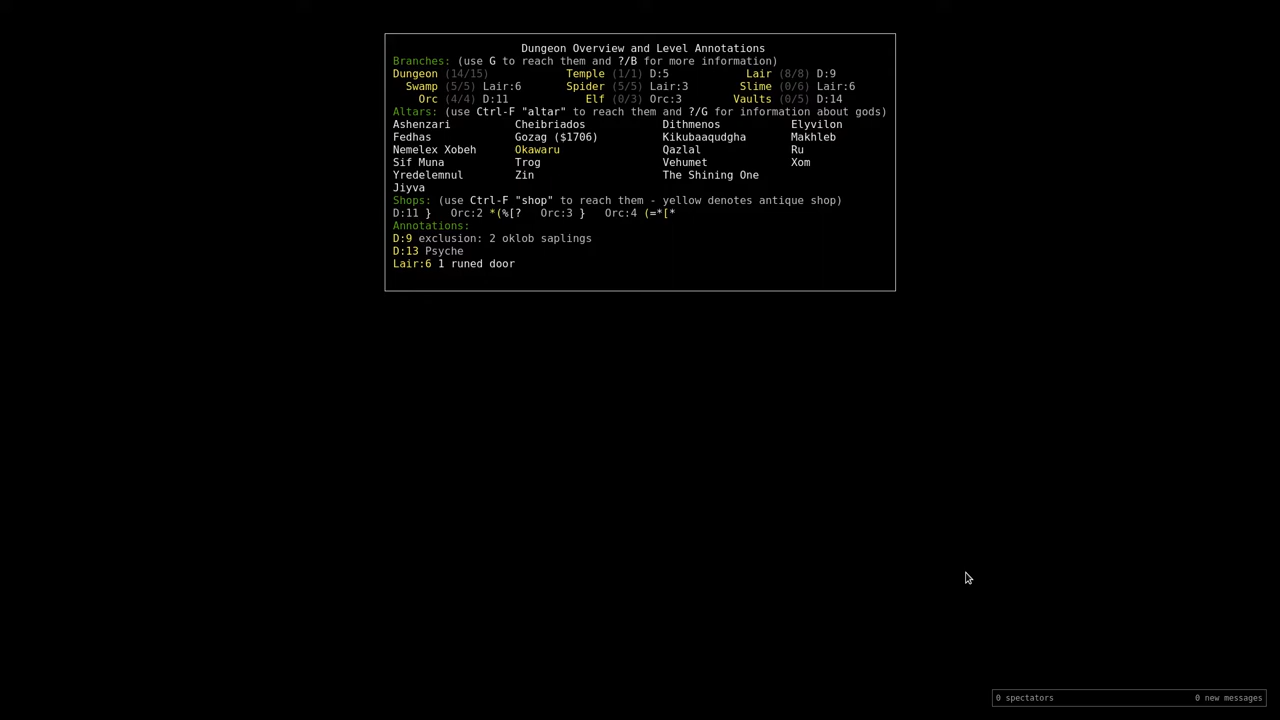 Dungeon Overview and Level Annotations
Branches: (use G to reach them and ?/B for more information)
Dungeon (14/15) Temple (1/1) D:5 Lair (8/8) D:9
Swamp (5/5) Lair:6 Spider (5/5) Lair:3 Slime (0/6) Lair:6
Orc (4/4) D:11 Elf (0/3) Orc:3 Vaults (0/5) D:14
Altars: (use Ctrl-F "altar" to reach them and ?/G for information about gods)
Ashenzari Cheibriados Dithmenos Elyvilon
Fedhas Gozag ($1706) Kikubaaqudgha Makhleb
Nemelex Xobeh Okawaru Qazlal Ru
Sif Muna Trog Vehumet Xom
Yredelemnul Zin The Shining One
Jiyva
Shops: (use Ctrl-F "shop" to reach them - yellow denotes antique shop)
D:11 } Orc:2 *(%[? Orc:3 } Orc:4 (=*[*
Annotations:
D:9 exclusion: 2 oklob saplings
D:13 Psyche
Lair:6 1 runed door
0 spectators 0 new messages